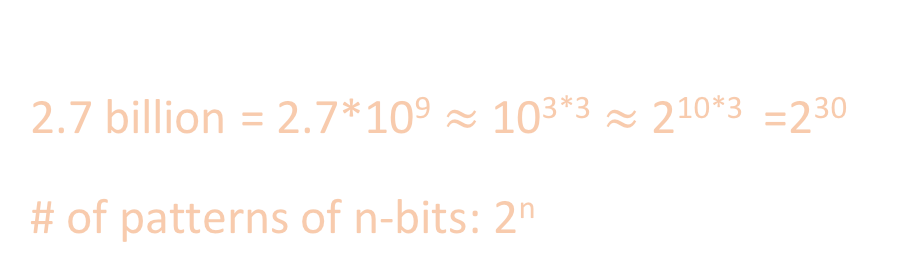 2.7 billion = 2.7*10⁹ ≈ 10³*³ ≈ 2¹⁰*³ =2³⁰
# of patterns of n-bits: 2ⁿ